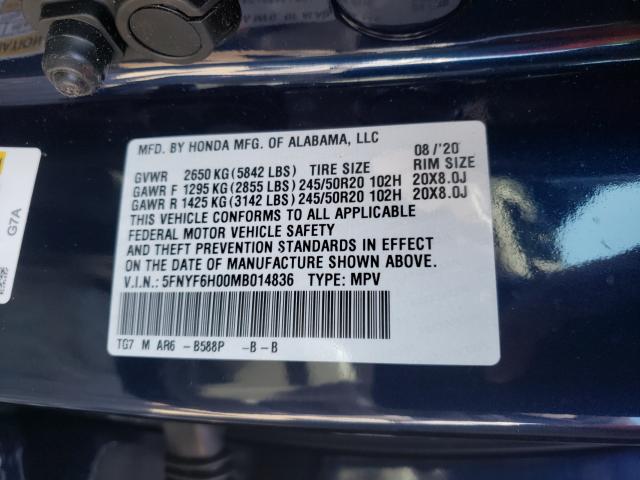 MFD. BY HONDA MFG. OF ALABAMA, LLC 08/'20
GVWR 2650 KG (5842 LBS) TIRE SIZE RIM SIZE
GAWR F 1295 KG (2855 LBS) 245/50R20 102H 20X8.0J
GAWR R 1425 KG (3142 LBS) 245/50R20 102H 20X8.0J
THIS VEHICLE CONFORMS TO ALL APPLICABLE
FEDERAL MOTOR VEHICLE SAFETY
AND THEFT PREVENTION STANDARDS IN EFFECT
ON THE DATE OF MANUFACTURE SHOWN ABOVE.
V.I.N.: 5FNYF6H00MB014836 TYPE: MPV
TG7 M AR6 -B588P -B-B
G7A